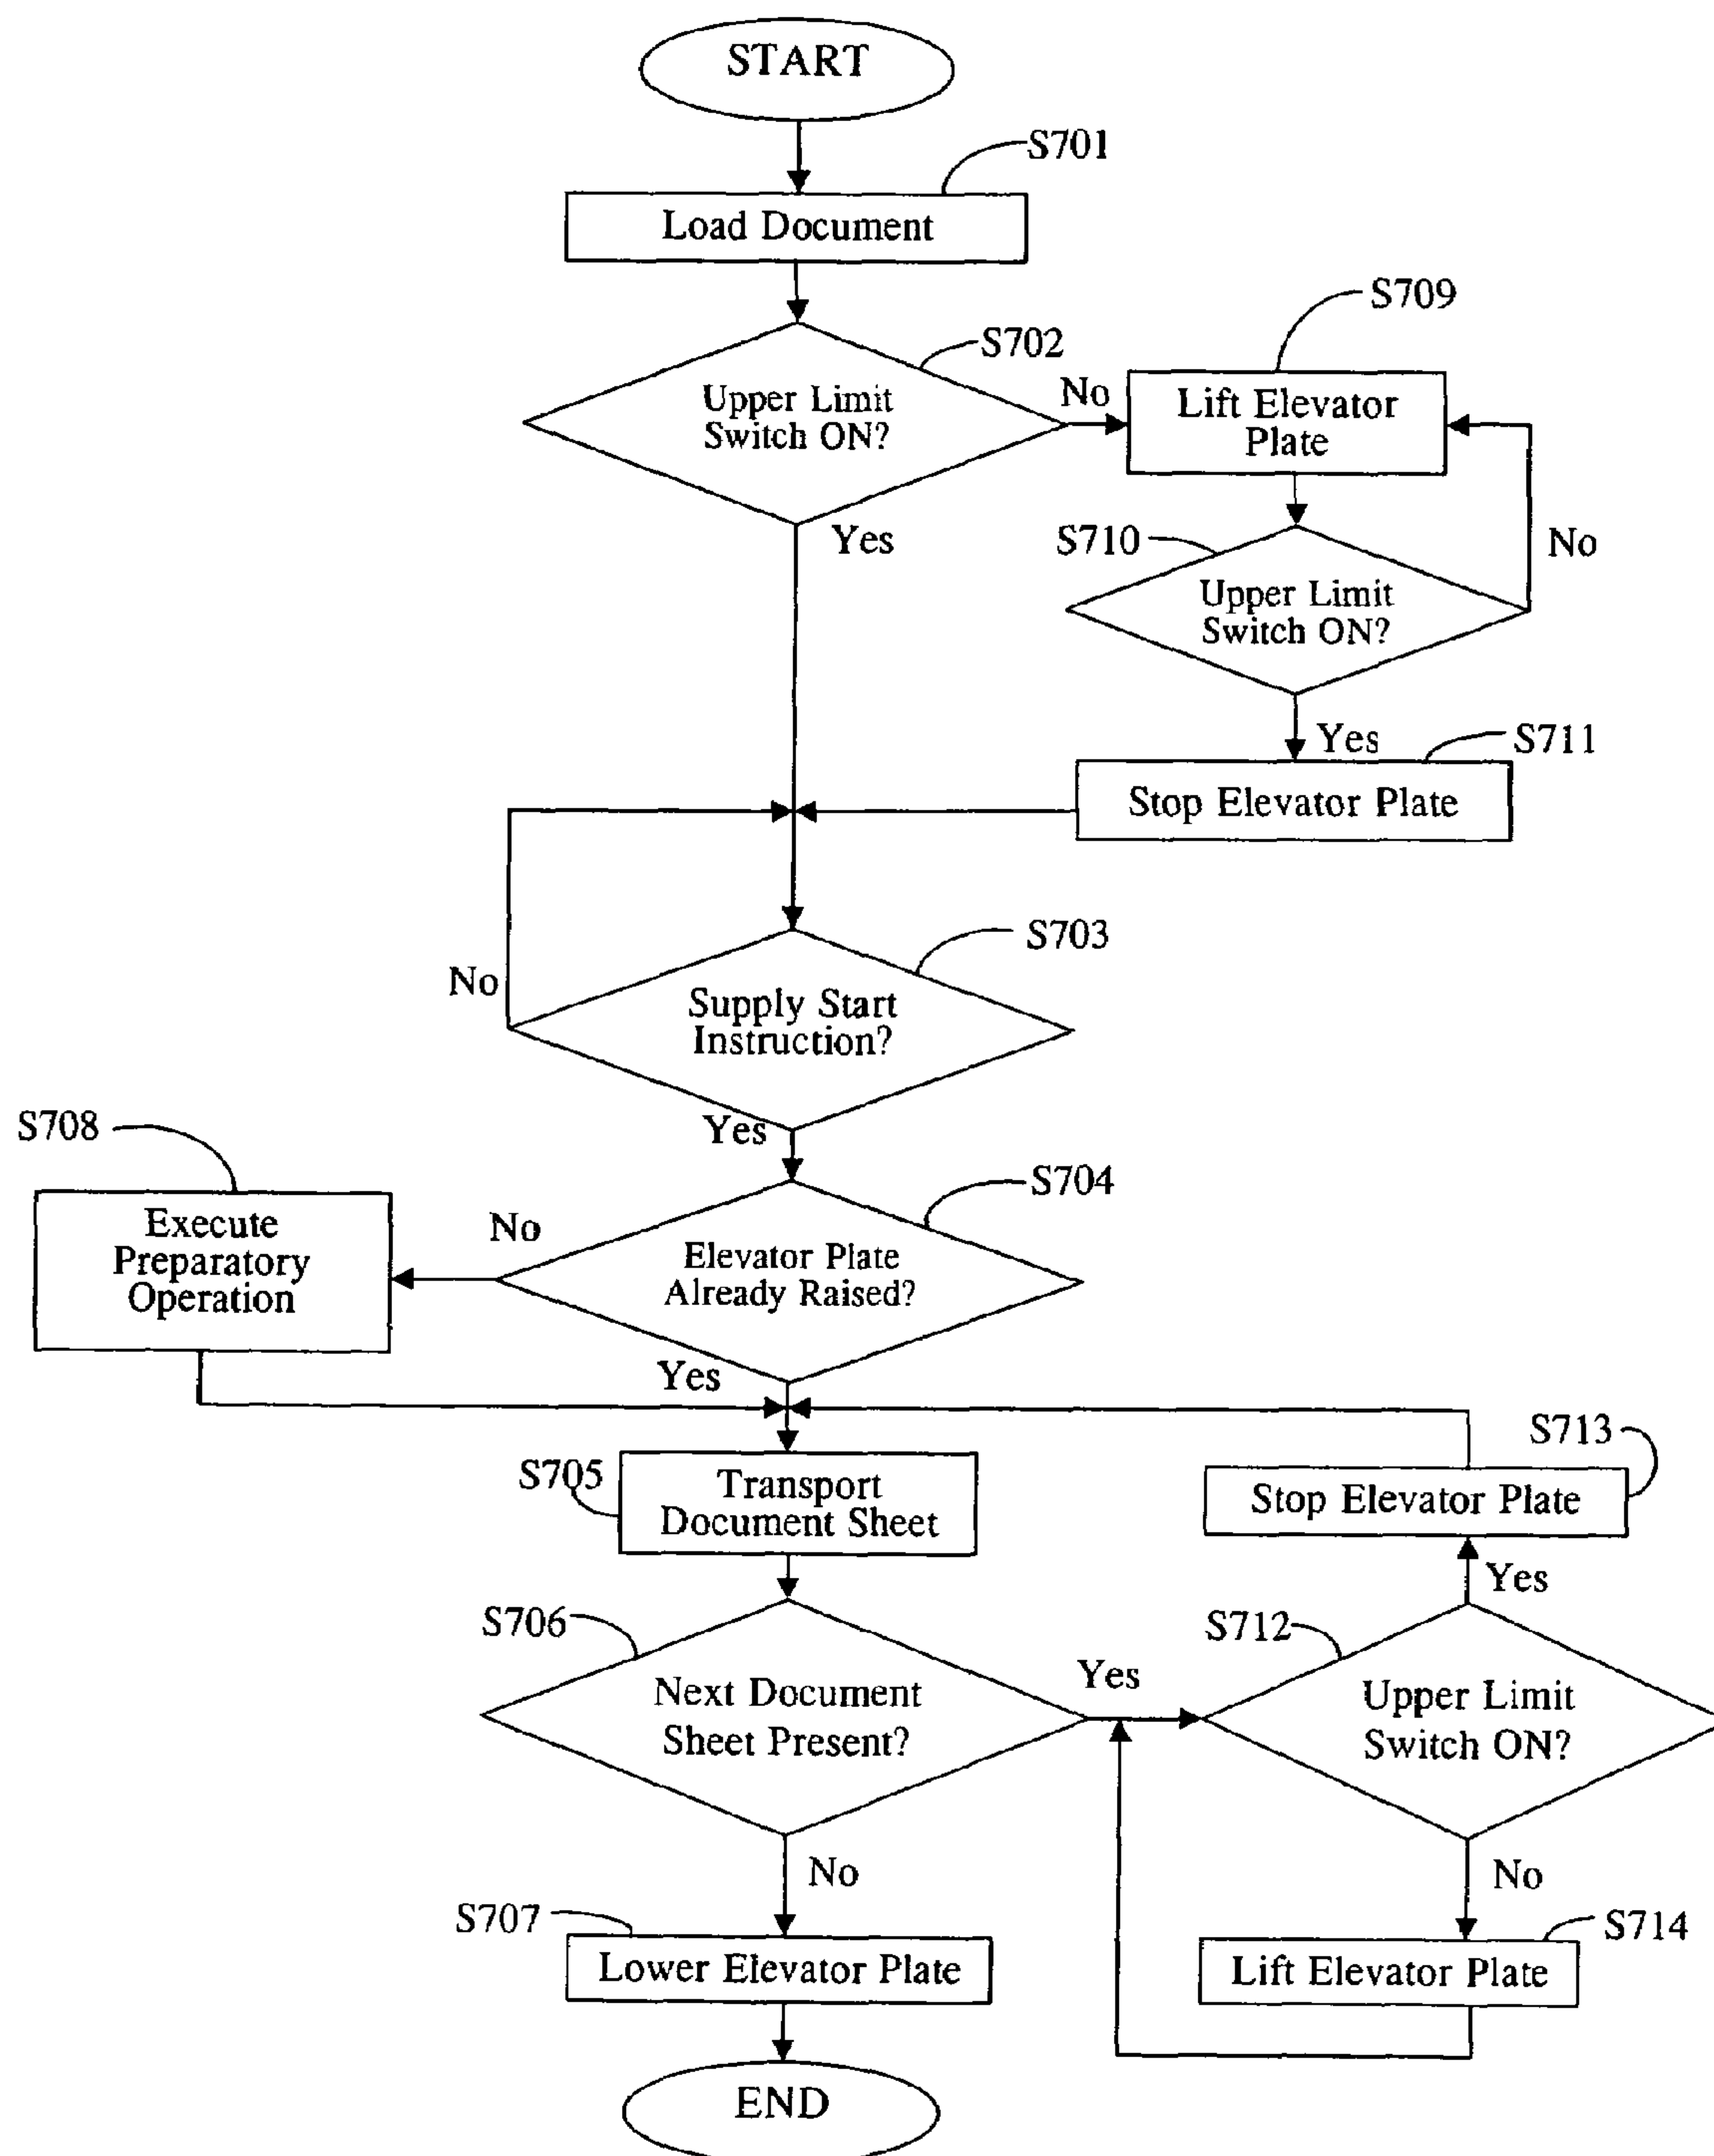 START
S701
Load Document
S709
S702
Upper Limit
Switch ON?
No
Lift Elevator
Plate
Yes
S710
No
Upper Limit
Switch ON?
Yes
S711
Stop Elevator Plate
S703
No
Supply Start
Instruction?
Yes
S708
S704
Execute
Preparatory
Operation
No
Elevator Plate
Already Raised?
Yes
S713
S705
Transport
Document Sheet
Stop Elevator Plate
Yes
S706
S712
Next Document
Sheet Present?
Yes
Upper Limit
Switch ON?
No
No
S707
S714
Lower Elevator Plate
Lift Elevator Plate
END